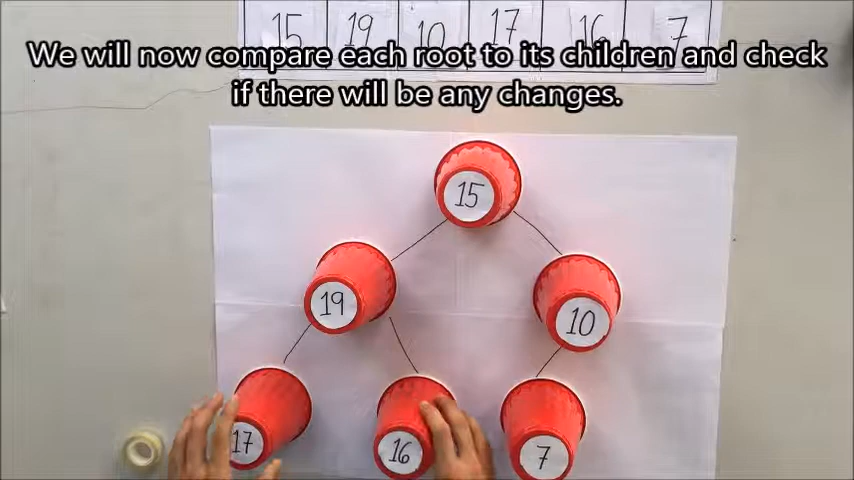 15 19 10 17 16 7
We will now compare each root to its children and check
if there will be any changes.
15
19
10
17
16
7